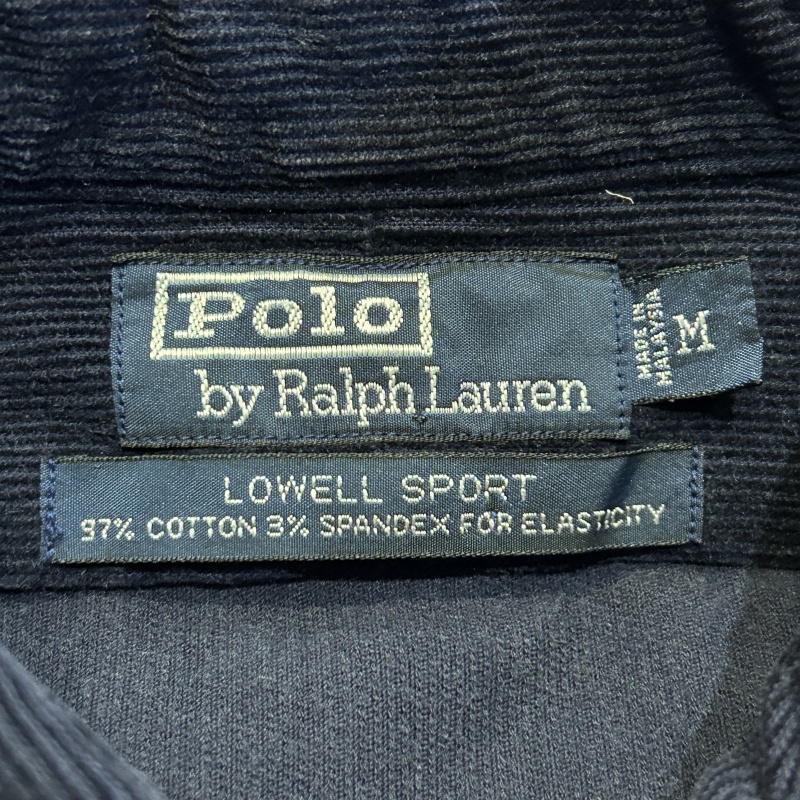 Polo
by Ralph Lauren
MADE IN
MALAYSIA
M
LOWELL SPORT
97% COTTON 3% SPANDEX FOR ELASTICITY